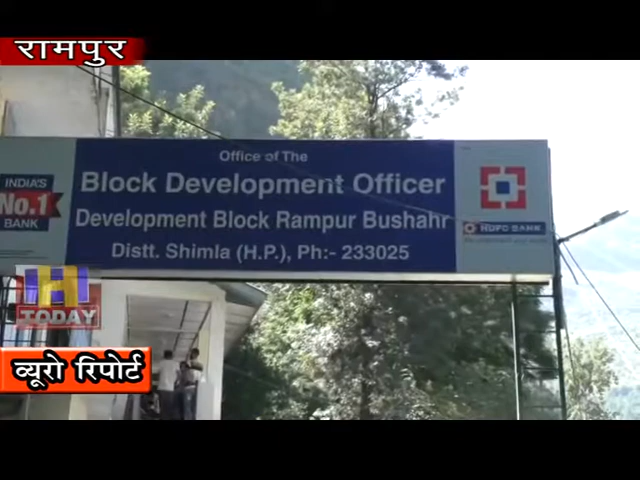 रामपुर
Office of The
Block Development Officer
Development Block Rampur Bushahr
Distt. Shimla (H.P.), Ph:- 233025
INDIA'S
No.1
BANK
HDFC BANK
H
TODAY
ब्यूरो रिपोर्ट